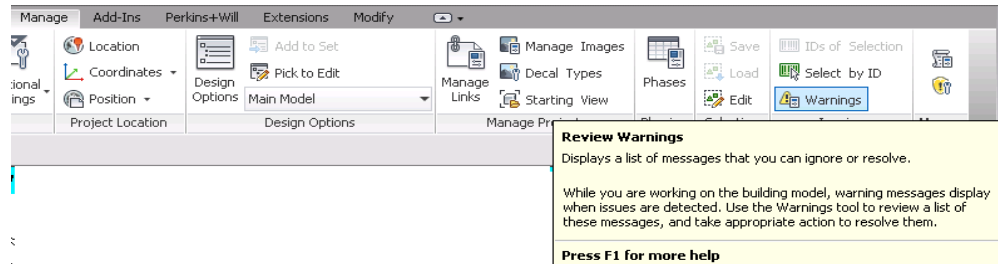 Manage Add-Ins Perkins+Will Extensions Modify
Location Add to Set Manage Images Save IDs of Selection
Coordinates Pick to Edit Decal Types Load Select by ID
Position Design Options Main Model Manage Links Starting View Phases Edit Warnings
Project Location Design Options
Review Warnings
Displays a list of messages that you can ignore or resolve.
While you are working on the building model, warning messages display
when issues are detected. Use the Warnings tool to review a list of
these messages, and take appropriate action to resolve them.
Press F1 for more help